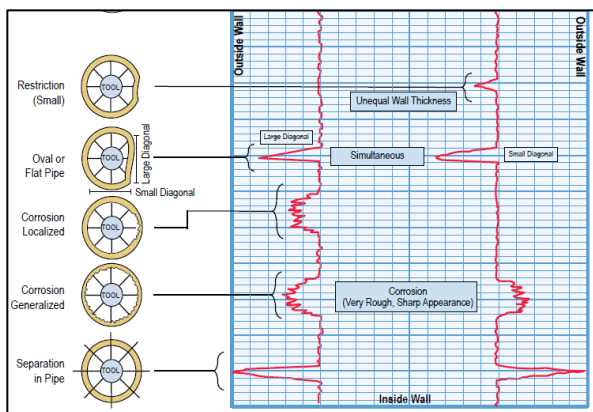 Outside Wall
Outside Wall
Restriction
(Small)
TOOL
Unequal Wall Thickness
Oval or
Flat Pipe
TOOL
Large Diagonal
Small Diagonal
Large Diagonal
Simultaneous
Small Diagonal
Corrosion
Localized
TOOL
Corrosion
Generalized
TOOL
Corrosion
(Very Rough, Sharp Appearance)
Separation
in Pipe
TOOL
Inside Wall